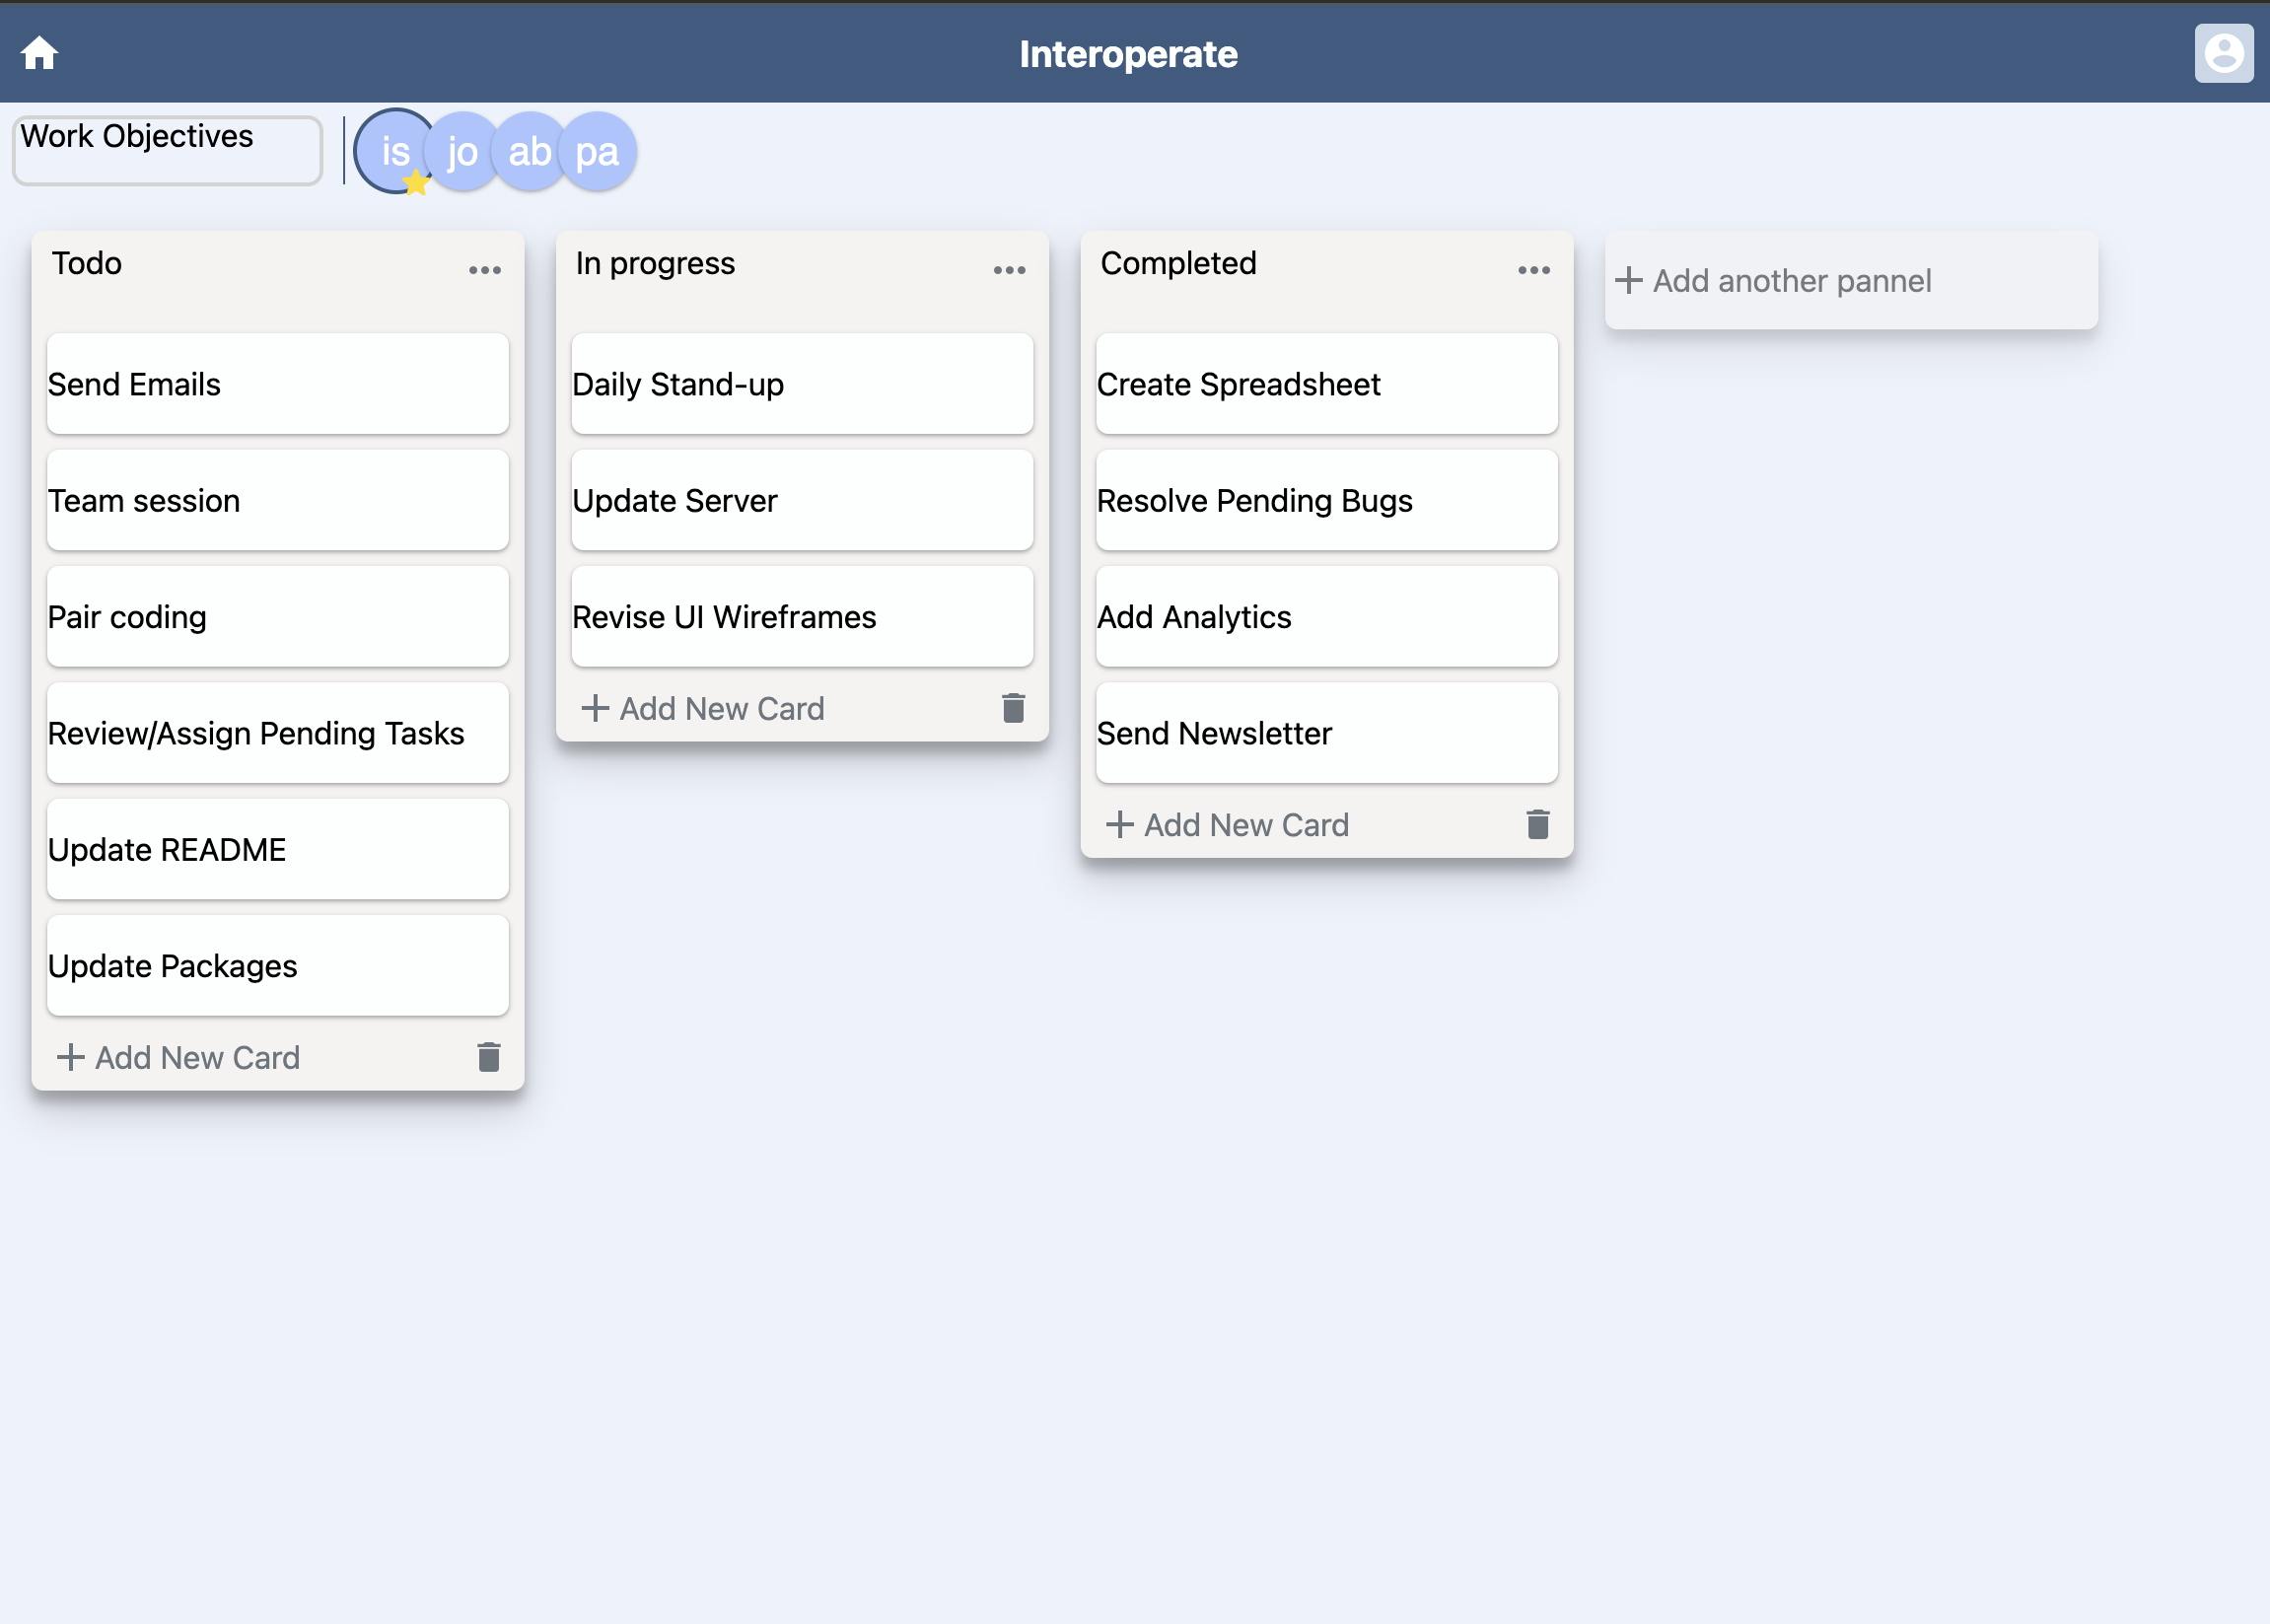 Interoperate
Work Objectives
is jo ab pa
Todo
Send Emails
Team session
Pair coding
Review/Assign Pending Tasks
Update README
Update Packages
Add New Card
In progress
Daily Stand-up
Update Server
Revise UI Wireframes
Add New Card
Completed
Create Spreadsheet
Resolve Pending Bugs
Add Analytics
Send Newsletter
Add New Card
Add another pannel